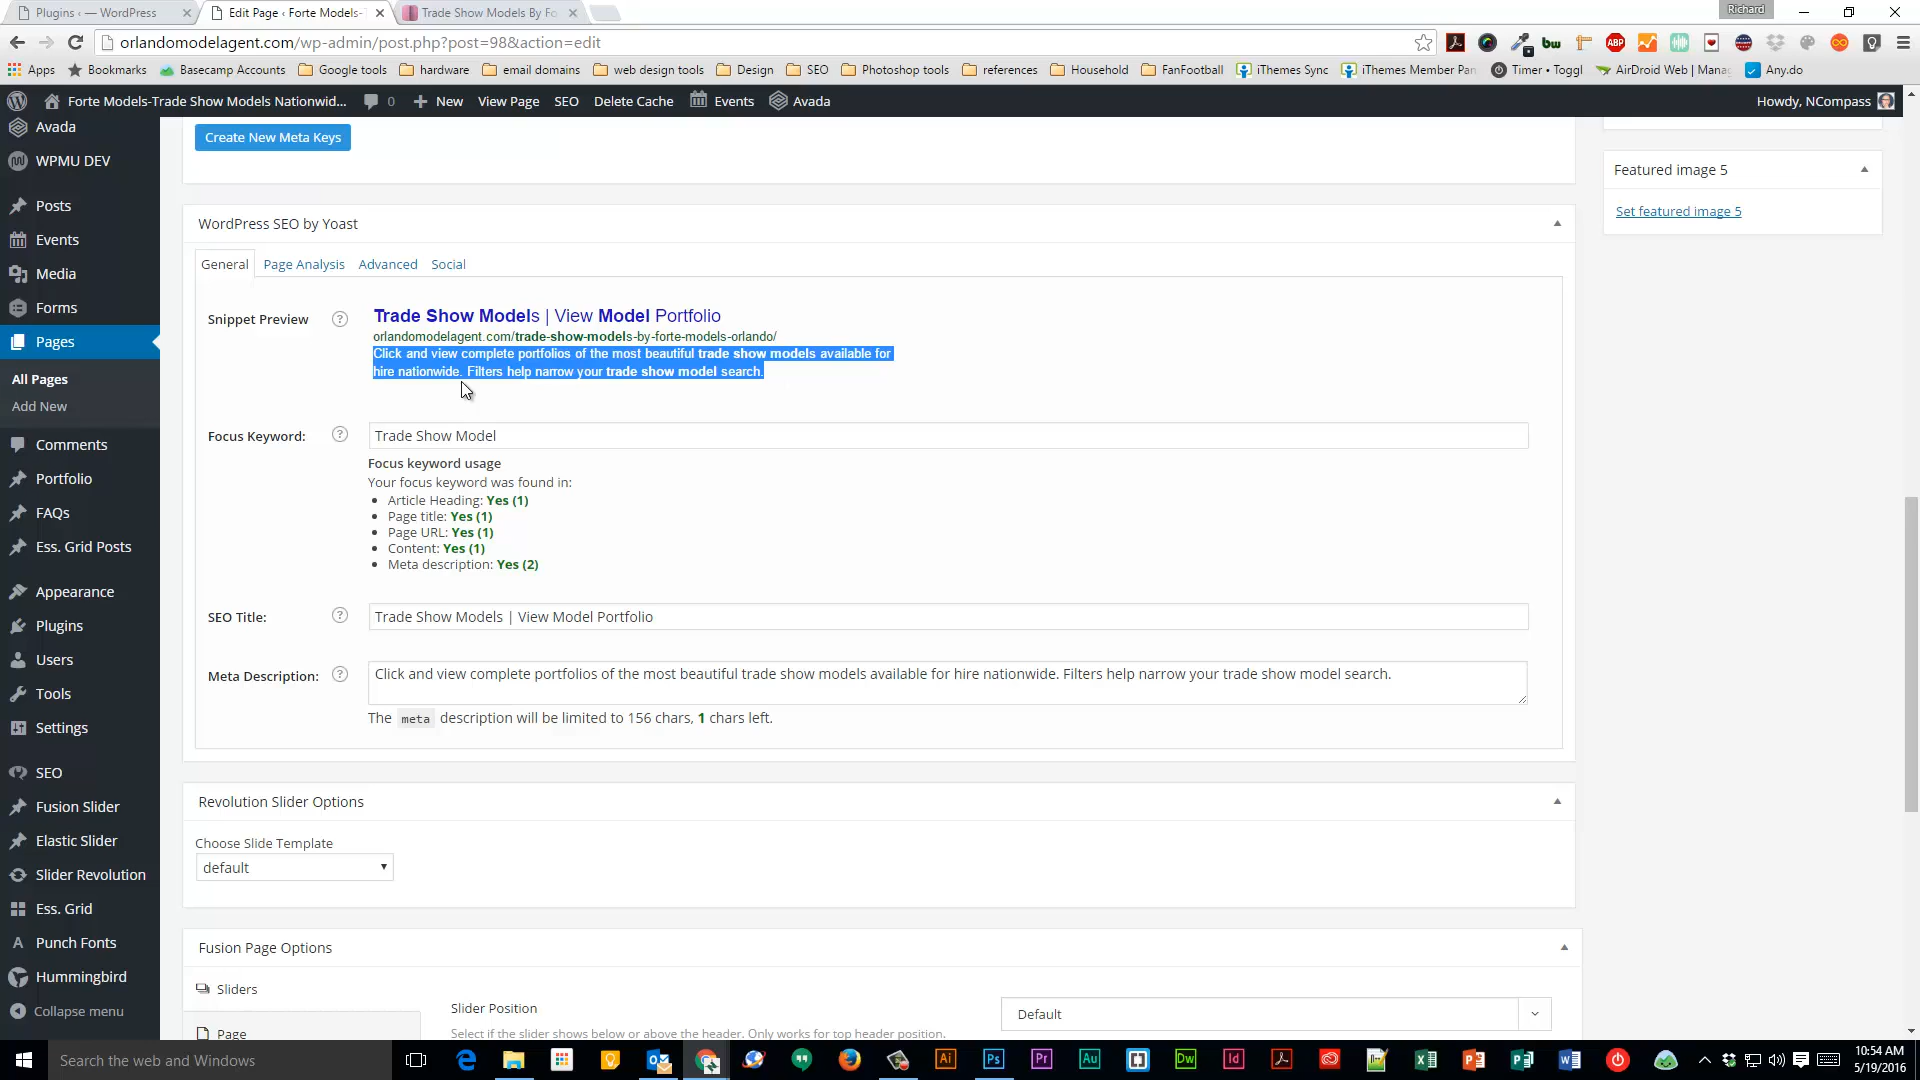 Plugins ‹ — WordPress
Edit Page ‹ Forte Models-
Trade Show Models By Fo
Richard
orlandomodelagent.com/wp-admin/post.php?post=98&action=edit
Apps Bookmarks Basecamp Accounts Google tools hardware email domains web design tools Design SEO Photoshop tools references Household FanFootball iThemes Sync iThemes Member Pan Timer • Toggl AirDroid Web | Mana Any.do
Forte Models-Trade Show Models Nationwid... 0 New View Page SEO Delete Cache Events Avada Howdy, NCompass
Avada
WPMU DEV
Posts
Events
Media
Forms
Pages
All Pages
Add New
Comments
Portfolio
FAQs
Ess. Grid Posts
Appearance
Plugins
Users
Tools
Settings
SEO
Fusion Slider
Elastic Slider
Slider Revolution
Ess. Grid
Punch Fonts
Hummingbird
Collapse menu
Create New Meta Keys
WordPress SEO by Yoast
General Page Analysis Advanced Social
Snippet Preview
Trade Show Models | View Model Portfolio
orlandomodelagent.com/trade-show-models-by-forte-models-orlando/
Click and view complete portfolios of the most beautiful trade show models available for
hire nationwide. Filters help narrow your trade show model search.
Focus Keyword: Trade Show Model
Focus keyword usage
Your focus keyword was found in:
Article Heading: Yes (1)
Page title: Yes (1)
Page URL: Yes (1)
Content: Yes (1)
Meta description: Yes (2)
SEO Title: Trade Show Models | View Model Portfolio
Meta Description: Click and view complete portfolios of the most beautiful trade show models available for hire nationwide. Filters help narrow your trade show model search.
The meta description will be limited to 156 chars, 1 chars left.
Revolution Slider Options
Choose Slide Template
default
Fusion Page Options
Sliders
Page
Slider Position
Select if the slider shows below or above the header. Only works for top header position.
Default
Featured image 5
Set featured image 5
Search the web and Windows
10:54 AM
5/19/2016